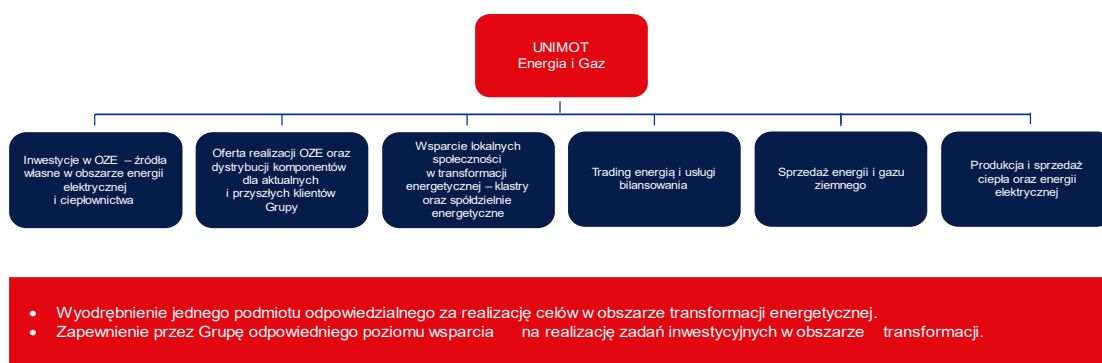 UNIMOT
Energia i Gaz
Inwestycje w OZE – źródła
własne w obszarze energii
elektrycznej
i ciepłownictwa
Oferta realizacji OZE oraz
dystrybucji komponentów
dla aktualnych
i przyszłych klientów
Grupy
Wsparcie lokalnych
społeczności
w transformacji
energetycznej – klastry
oraz spółdzielnie
energetyczne
Trading energią i usługi
bilansowania
Sprzedaż energii i gazu
ziemnego
Produkcja i sprzedaż
ciepła oraz energii
elektrycznej
• Wyodrębnienie jednego podmiotu odpowiedzialnego za realizację celów w obszarze transformacji energetycznej.
• Zapewnienie przez Grupę odpowiedniego poziomu wsparcia na realizację zadań inwestycyjnych w obszarze transformacji.